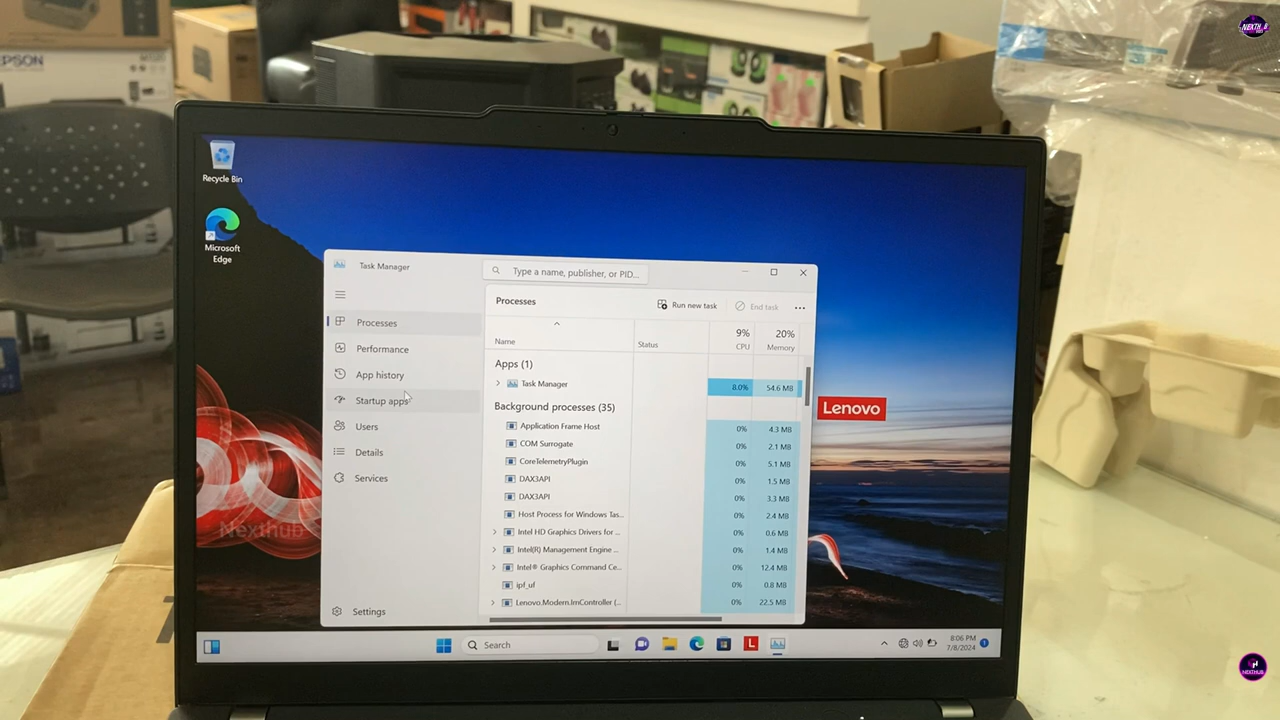 EPSON
NEXTHUB
Recycle Bin
Microsoft
Edge
Task Manager
Type a name, publisher, or PID...
Processes
Run new task
End task
Processes
Performance
App history
Startup apps
Users
Details
Services
Settings
9%
20%
Name
Status
CPU
Memory
Apps (1)
Task Manager
8.0%
54.6 MB
Background processes (35)
Application Frame Host
0%
4.3 MB
COM Surrogate
0%
2.1 MB
CoreTelemetryPlugin
0%
5.1 MB
DAX3API
0%
1.5 MB
DAX3API
0%
3.3 MB
Host Process for Windows Tas...
0%
2.4 MB
Intel HD Graphics Drivers for ...
0%
0.6 MB
Intel(R) Management Engine ...
0%
1.4 MB
Intel® Graphics Command Ce...
0%
12.4 MB
ipf_uf
0%
0.8 MB
Lenovo.Modern.ImController (...
0%
22.5 MB
Lenovo
Nexthub
Search
L
8:06 PM
7/8/2024
1
NEXTHUB